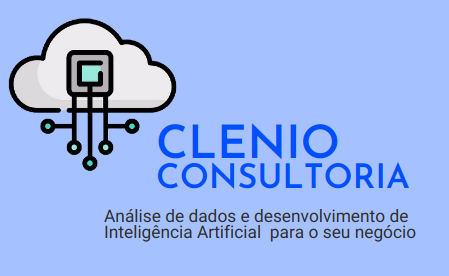 CLENIO
CONSULTORIA
Análise de dados e desenvolvimento de
Inteligência Artificial para o seu negócio